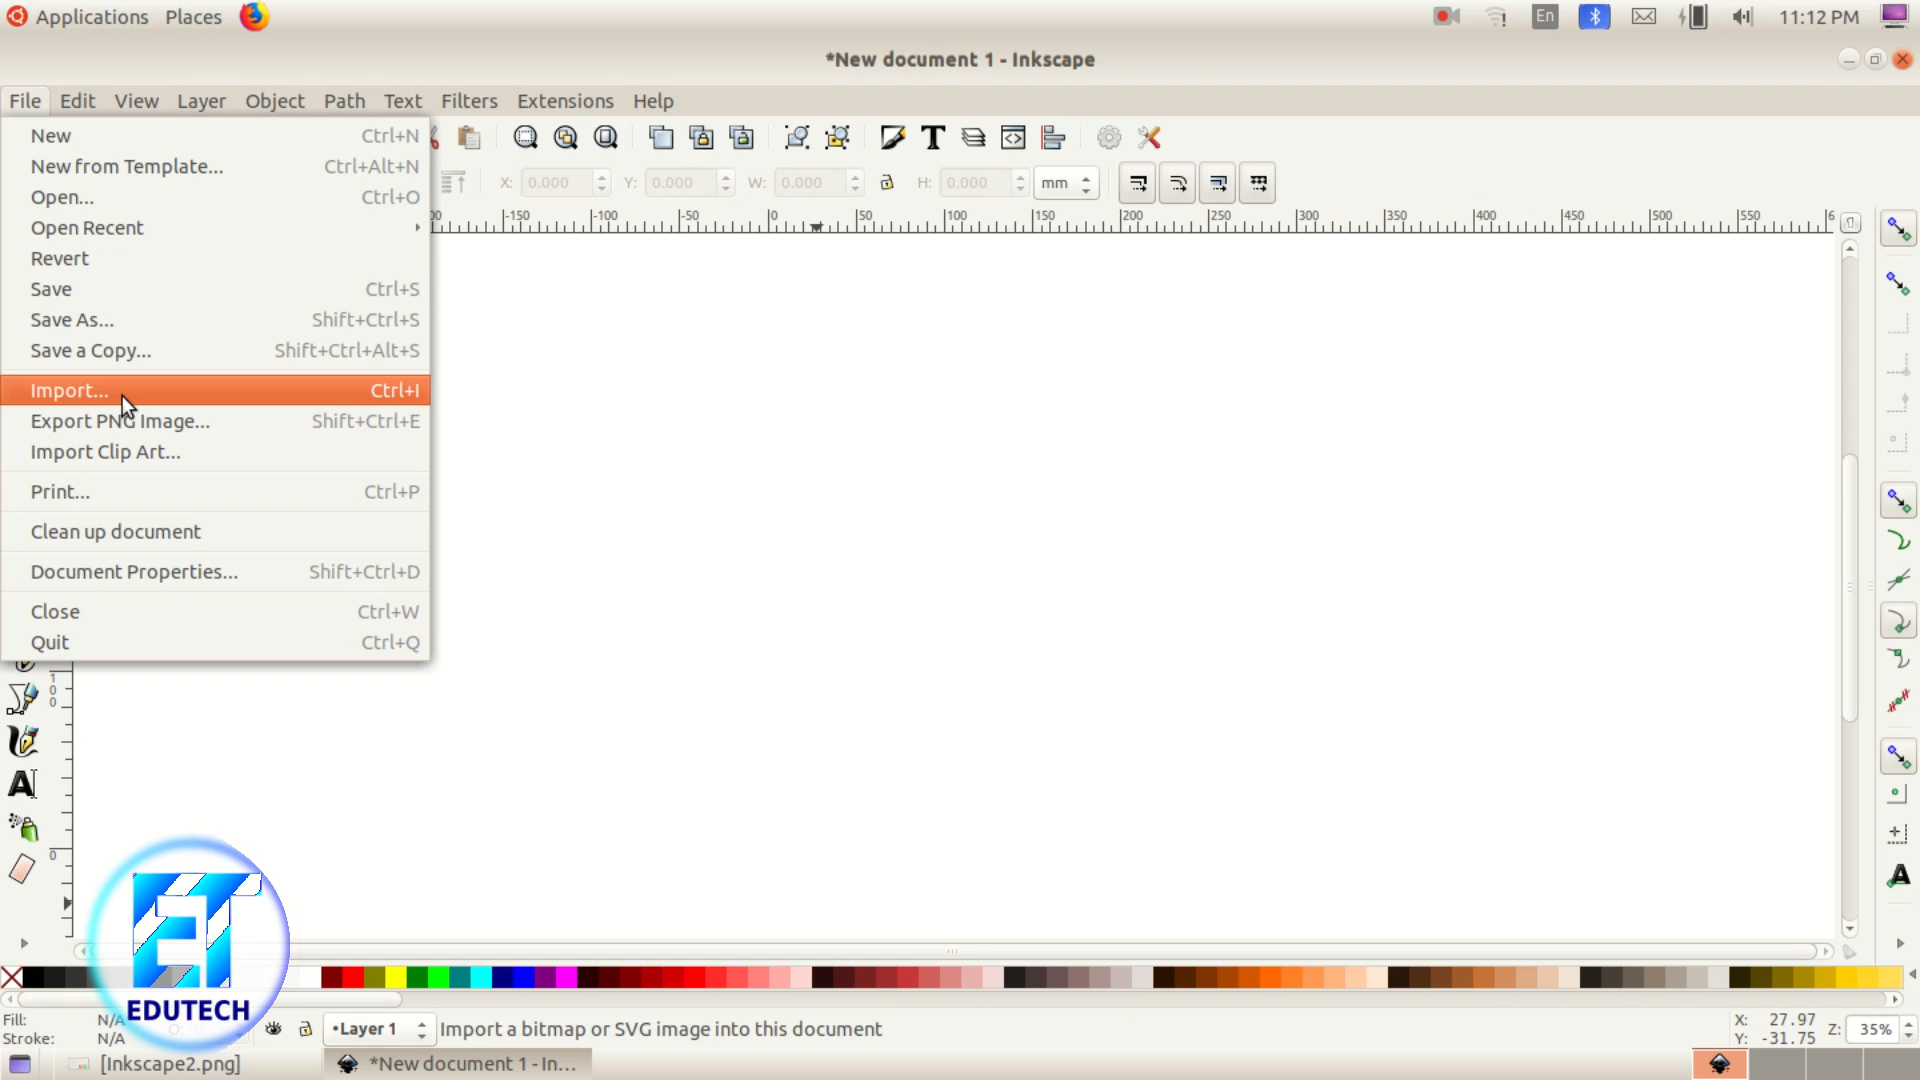 Applications Places En 11:12 PM
*New document 1 - Inkscape
File Edit View Layer Object Path Text Filters Extensions Help
New Ctrl+N
New from Template... Ctrl+Alt+N
X: 0.000 Y: 0.000 W: 0.000 H: 0.000 mm
Open... Ctrl+O
-150 -100 -50 0 50 100 150 200 250 300 350 400 450 500 550 6
Open Recent
Revert
Save Ctrl+S
Save As... Shift+Ctrl+S
Save a Copy... Shift+Ctrl+Alt+S
Import... Ctrl+I
Export PNG Image... Shift+Ctrl+E
Import Clip Art...
Print... Ctrl+P
Clean up document
Document Properties... Shift+Ctrl+D
Close Ctrl+W
Quit Ctrl+Q
100
0
ET
EDUTECH
Fill: N/A
Stroke: N/A
O:
•Layer 1 Import a bitmap or SVG image into this document
X: 27.97
Y: -31.75
Z: 35%
[Inkscape2.png] *New document 1 - In...